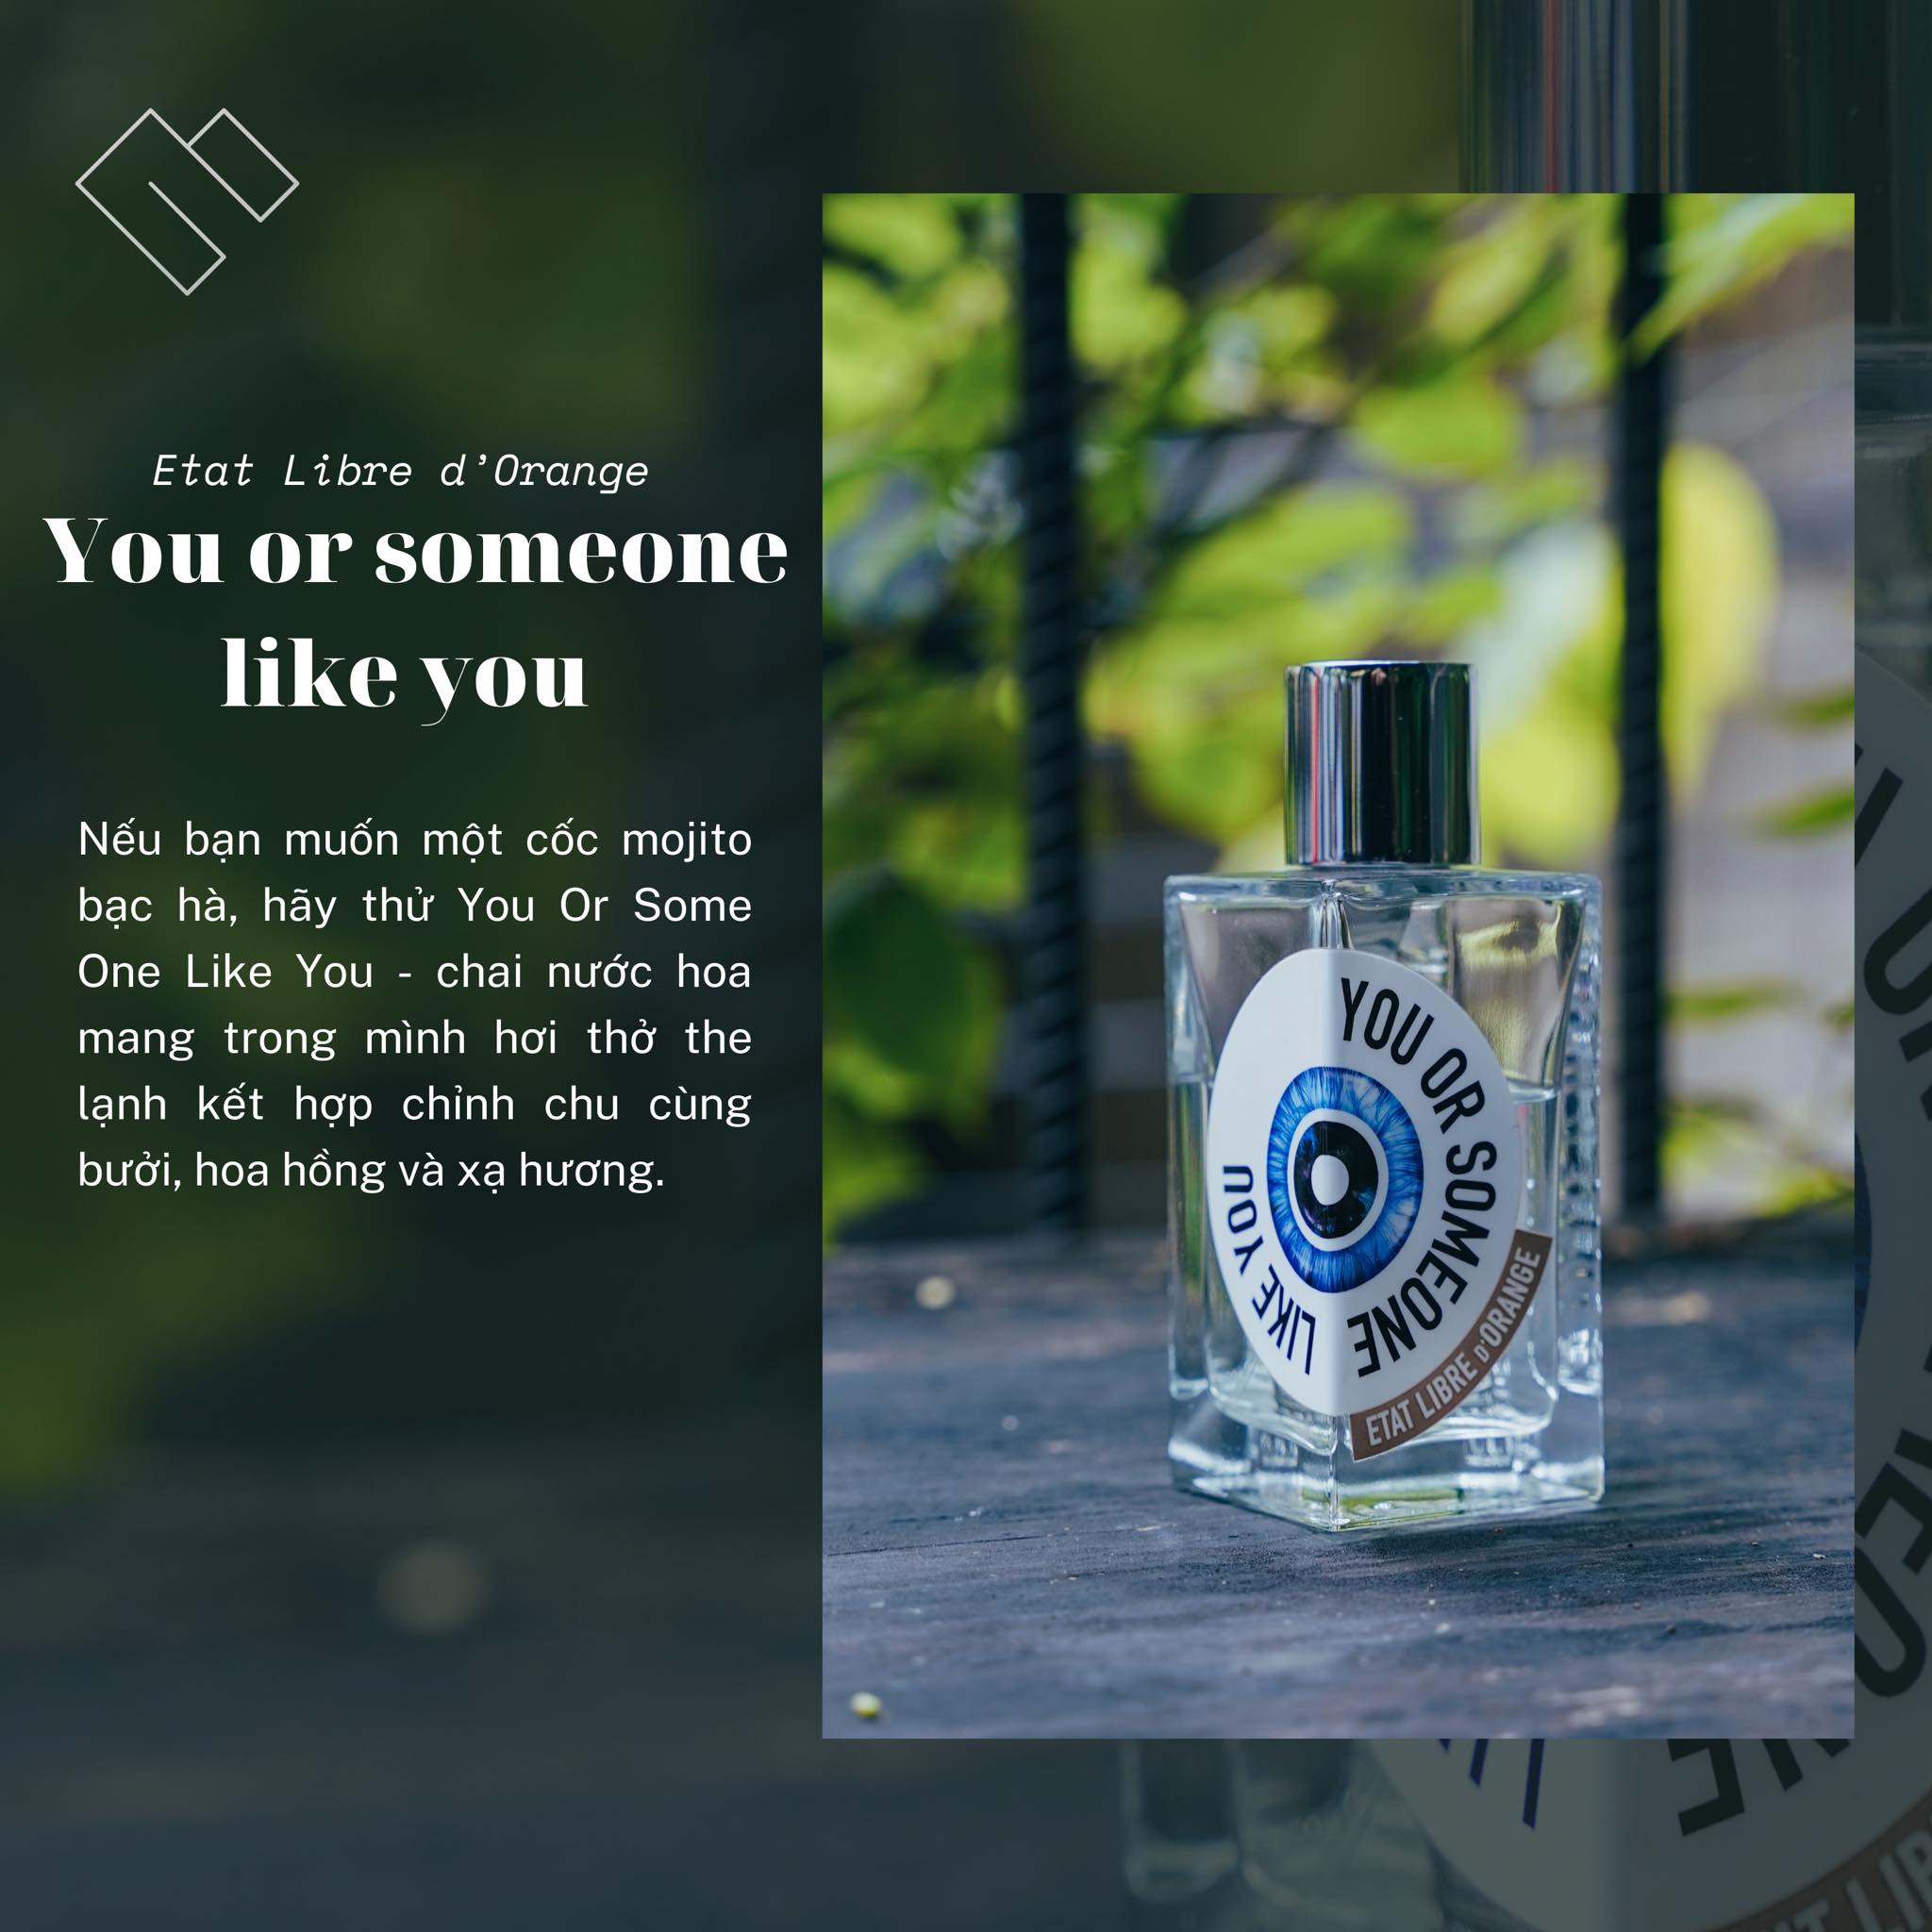 Etat Libre d’Orange
You or someone
like you
Nếu bạn muốn một cốc mojito
bạc hà, hãy thử You Or Some
One Like You - chai nước hoa
mang trong mình hơi thở the
lạnh kết hợp chỉnh chu cùng
bưởi, hoa hồng và xạ hương.
YOU OR SOMEONE
LIKE YOU
ETAT LIBRE D'ORANGE